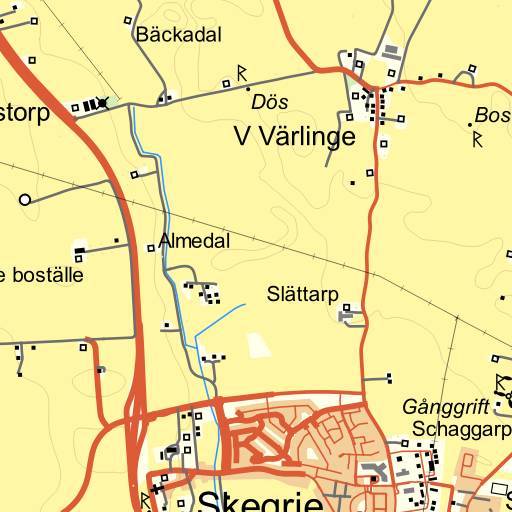 Bäckadal
storp
Dös
Bos
V Värlinge
Almedal
e boställe
Slättarp
Gånggrift
Schaggarp
Skegrie